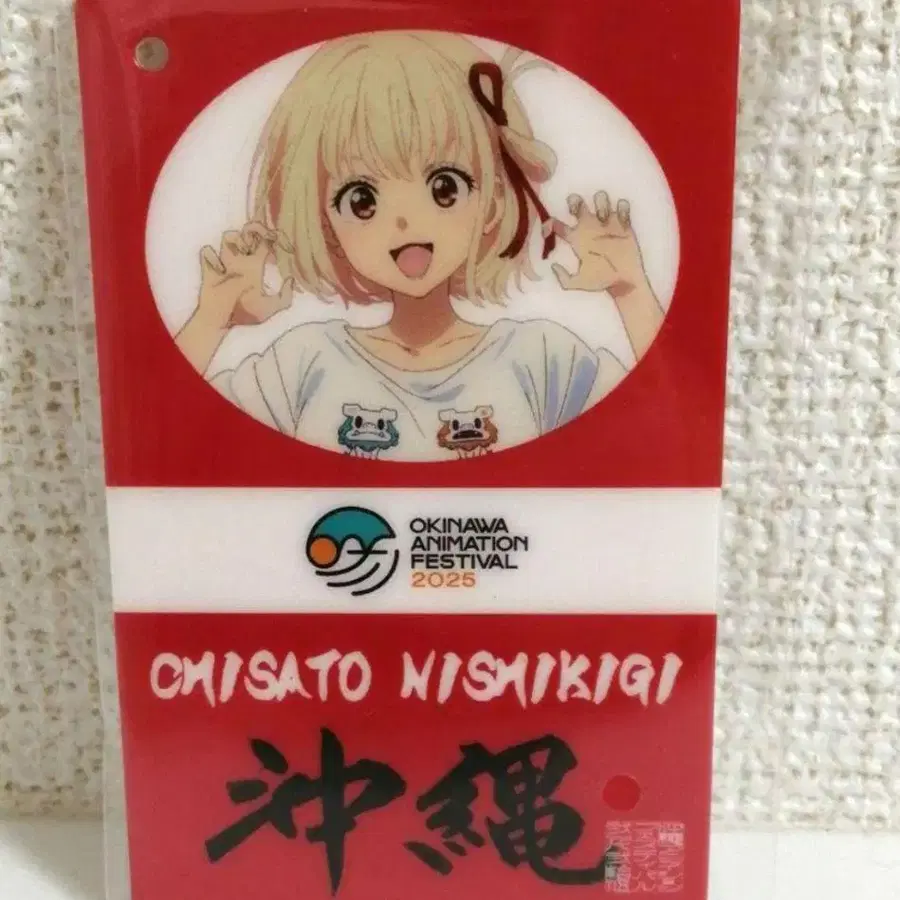 OKINAWA
ANIMATION
FESTIVAL
2025
CHISATO NISHIKIGI
沖縄